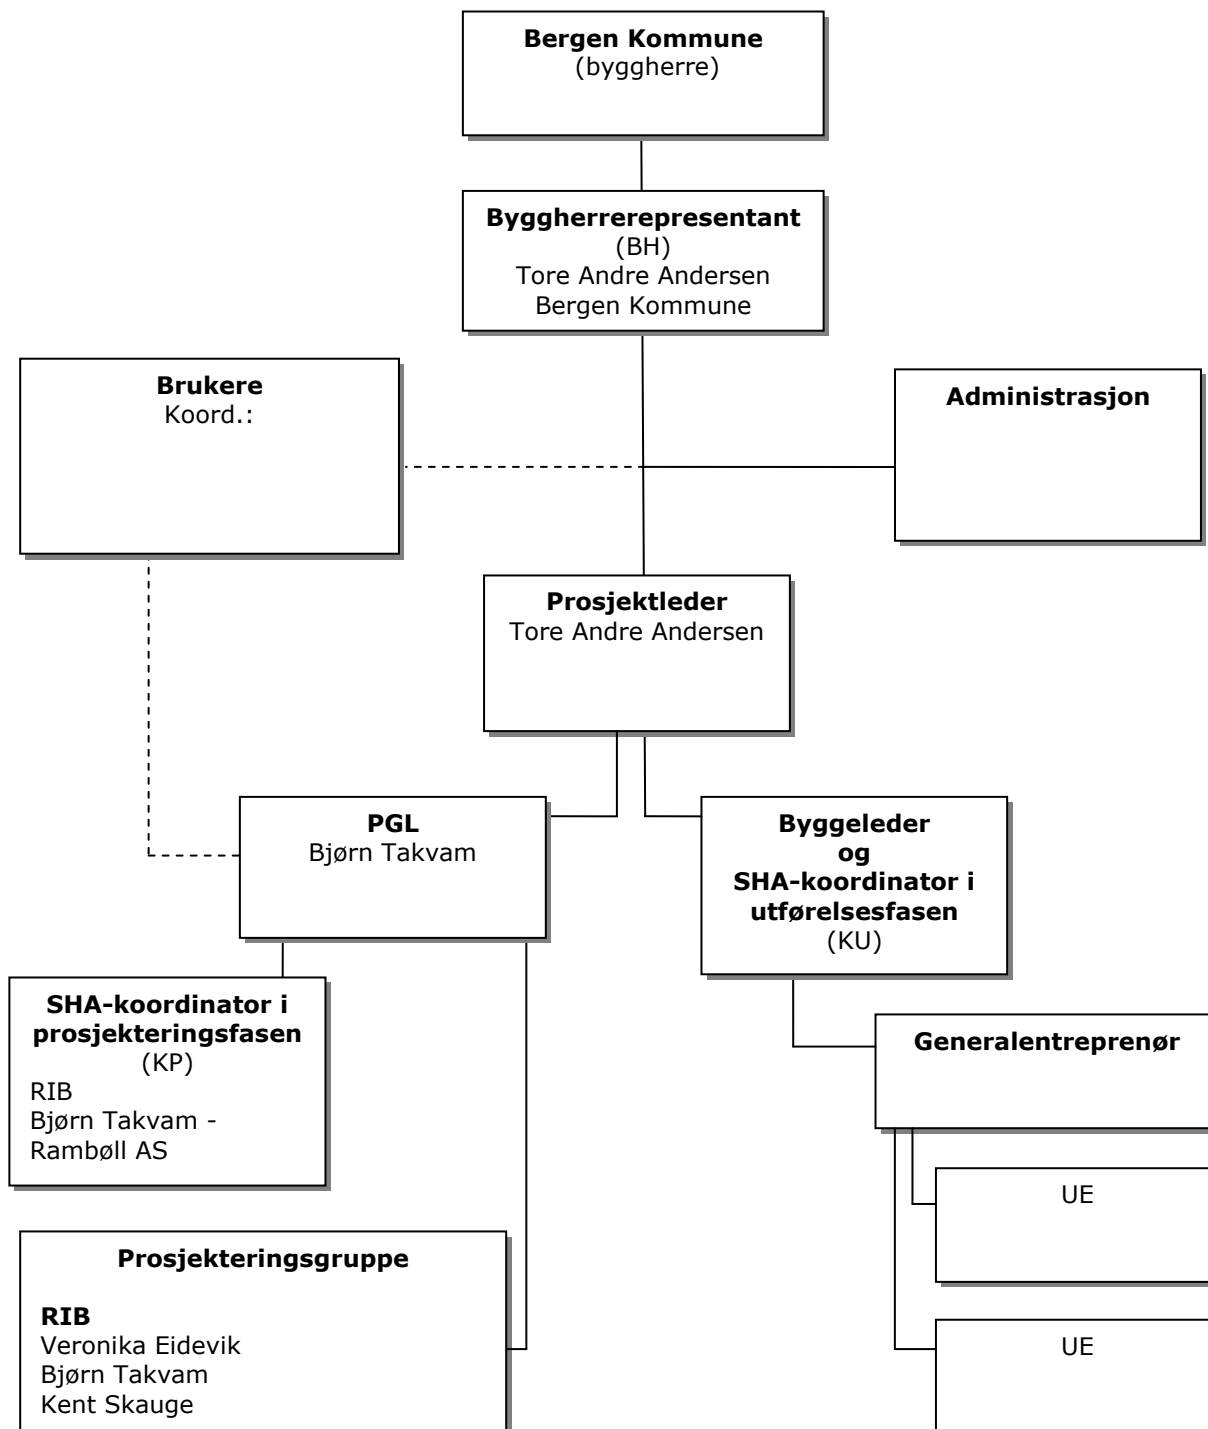 Bergen Kommune
(byggherre)
Byggherrerepresentant
(BH)
Tore Andre Andersen
Bergen Kommune
Brukere
Koord.:
Administrasjon
Prosjektleder
Tore Andre Andersen
PGL
Bjørn Takvam
Byggeleder
og
SHA-koordinator i
utførelsesfasen
(KU)
SHA-koordinator i
prosjekteringsfasen
(KP)
RIB
Bjørn Takvam -
Rambøll AS
Generalentreprenør
UE
Prosjekteringsgruppe
RIB
Veronika Eidevik
Bjørn Takvam
Kent Skauge
UE